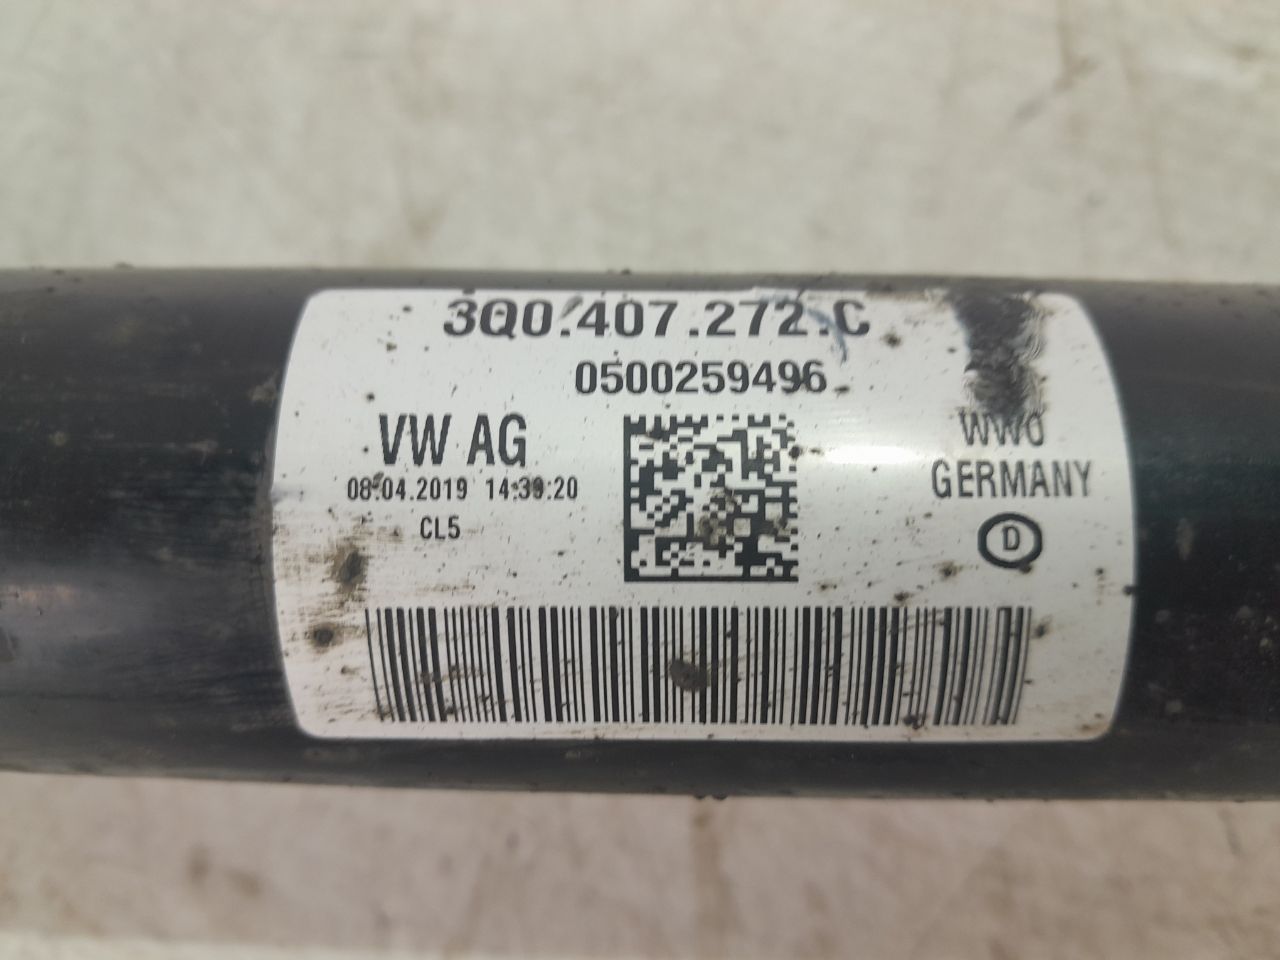 3Q0.407.272.C
0500259496
VW AG
08.04.2019 14:39:20
CL5
WWO
GERMANY
D